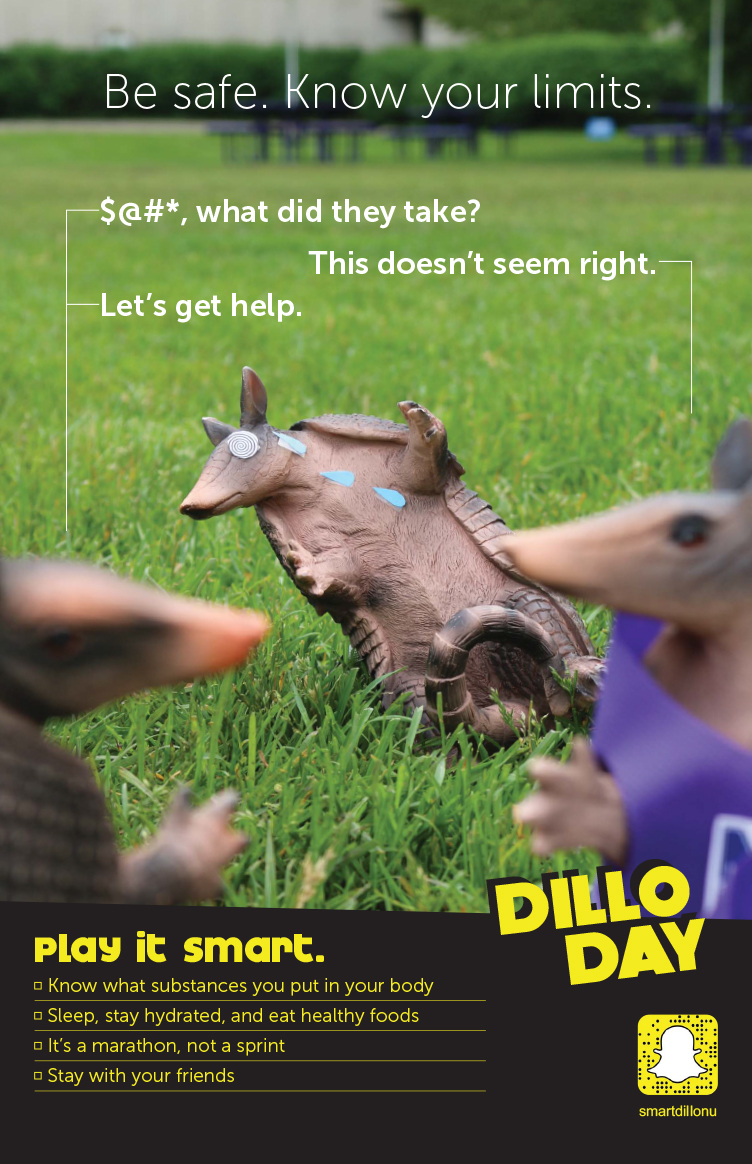 Be safe. Know your limits.
$@#*, what did they take?
This doesn't seem right.
Let's get help.
DILLO
DAY
Play it smart.
Know what substances you put in your body
Sleep, stay hydrated, and eat healthy foods
It's a marathon, not a sprint
Stay with your friends
smartdillonu